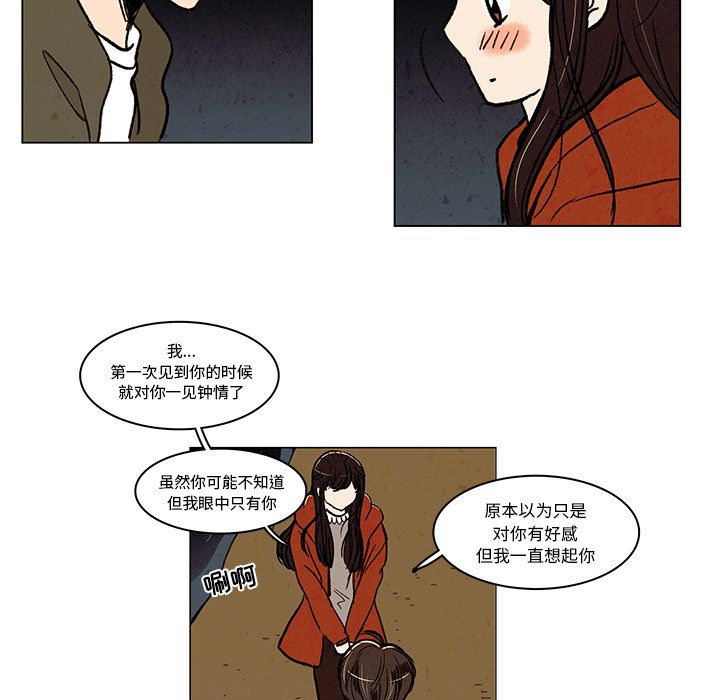 我...
第一次见到你的时候
就对你一见钟情了
虽然你可能不知道
但我眼中只有你
原本以为只是
对你有好感
但我一直想起你
唰啊